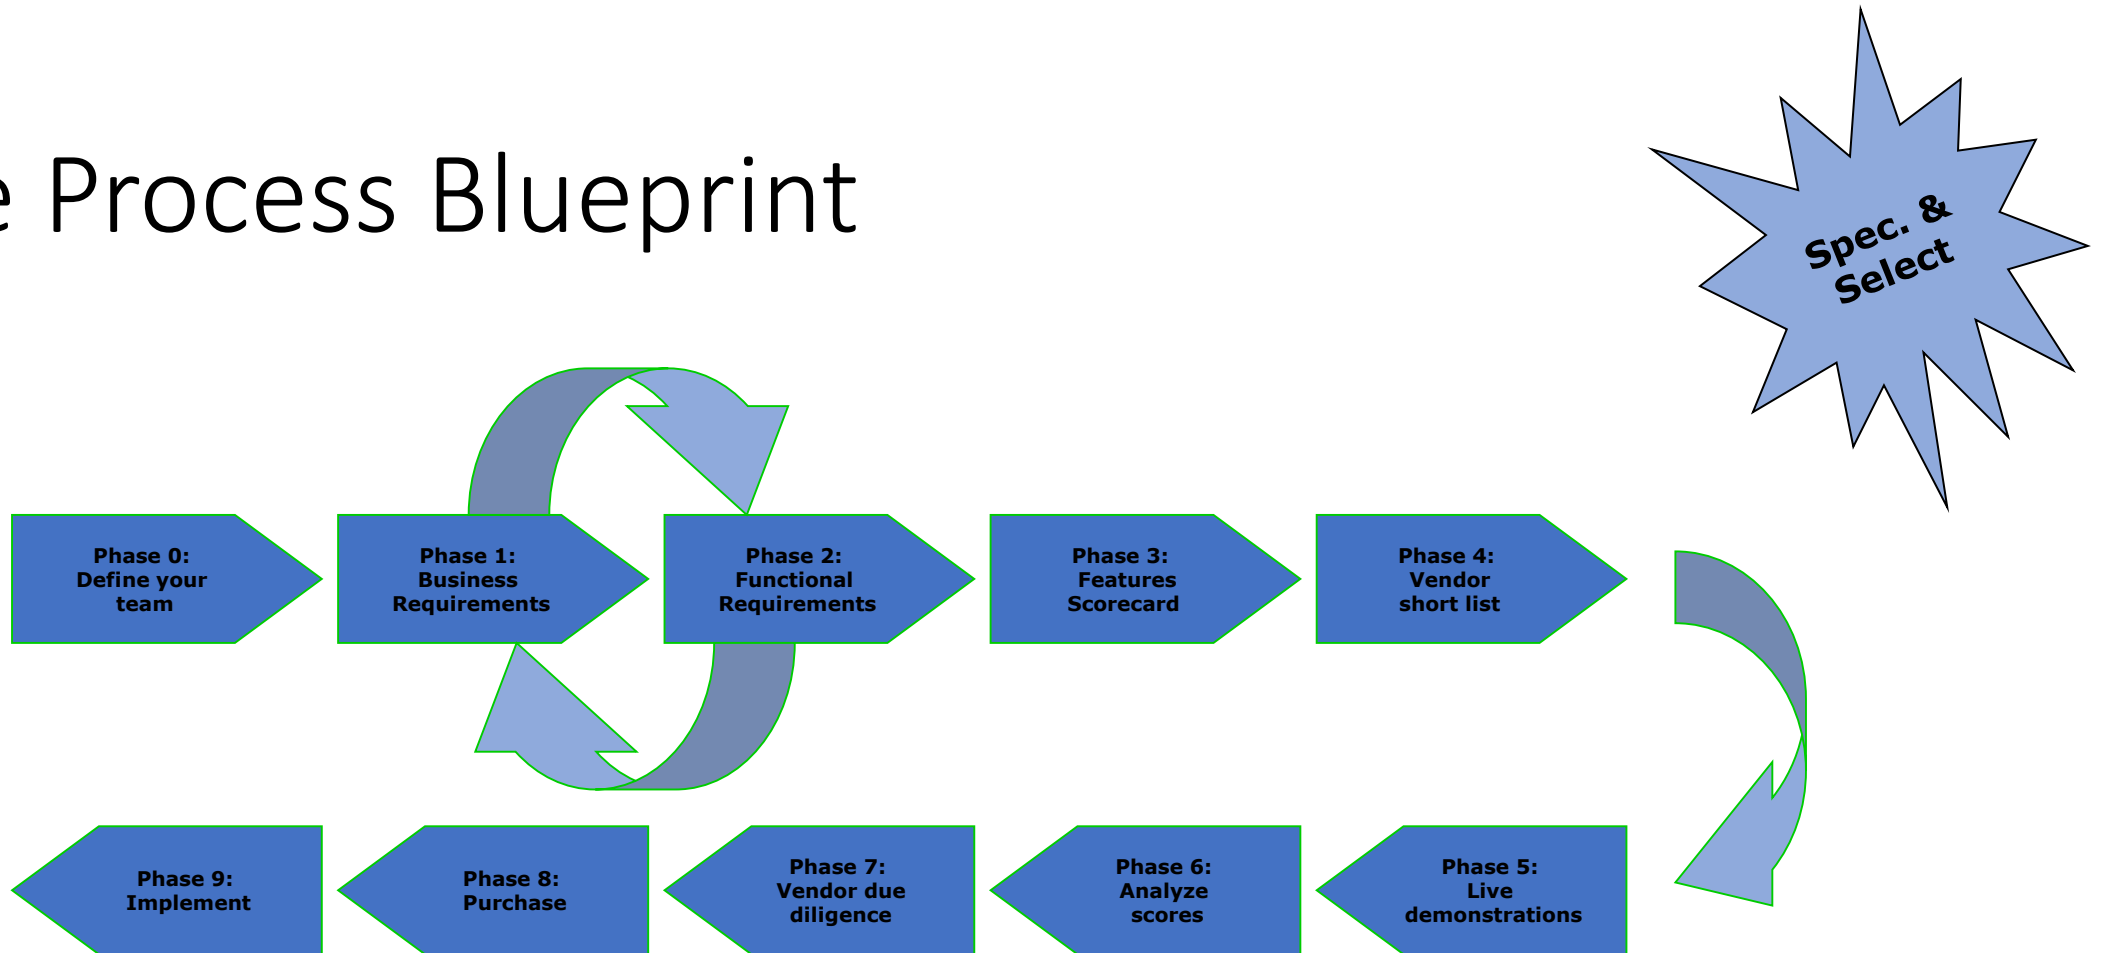 e Process Blueprint
Spec. &
Select
Phase 0:
Define your
team
Phase 1:
Business
Requirements
Phase 2:
Functional
Requirements
Phase 3:
Features
Scorecard
Phase 4:
Vendor
short list
Phase 9:
Implement
Phase 8:
Purchase
Phase 7:
Vendor due
diligence
Phase 6:
Analyze
scores
Phase 5:
Live
demonstrations